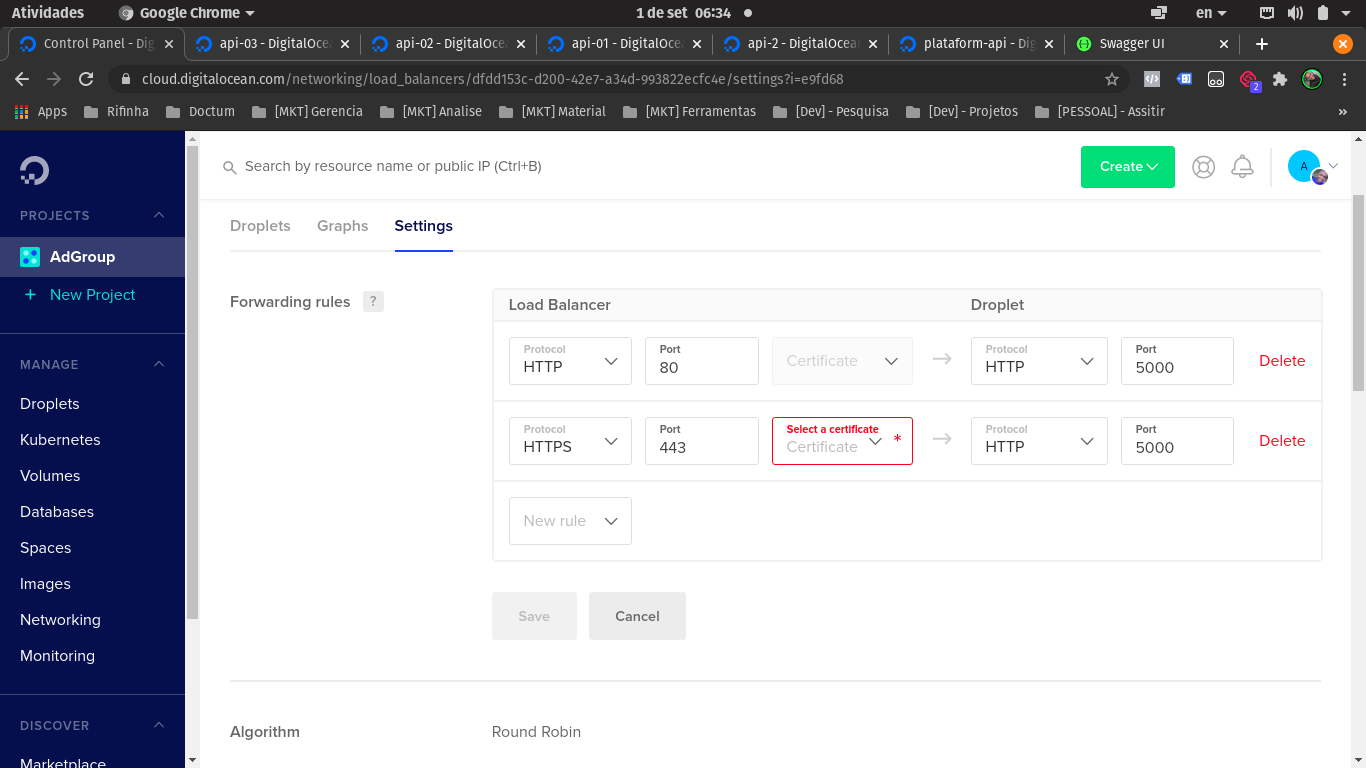 Atividades Google Chrome 1 de set 06:34 en
Control Panel - Dig api-03 - DigitalOcea api-02 - DigitalOcea api-01 - DigitalOcea api-2 - DigitalOcean plataform-api - Dig Swagger UI
cloud.digitalocean.com/networking/load_balancers/dfdd153c-d200-42e7-a34d-993822ecfc4e/settings?i=e9fd68 2
Apps Rifinha Doctum [MKT] Gerencia [MKT] Analise [MKT] Material [MKT] Ferramentas [Dev] - Pesquisa [Dev] - Projetos [PESSOAL] - Assitir »
Search by resource name or public IP (Ctrl+B) Create A
PROJECTS
AdGroup
+ New Project
MANAGE
Droplets
Kubernetes
Volumes
Databases
Spaces
Images
Networking
Monitoring
DISCOVER
Marketplace
Droplets Graphs Settings
Forwarding rules ?
Load Balancer Droplet
Protocol Port Protocol Port
HTTP 80 Certificate → HTTP 5000 Delete
Protocol Port Select a certificate Protocol Port
HTTPS 443 Certificate * → HTTP 5000 Delete
New rule
Save Cancel
Algorithm Round Robin